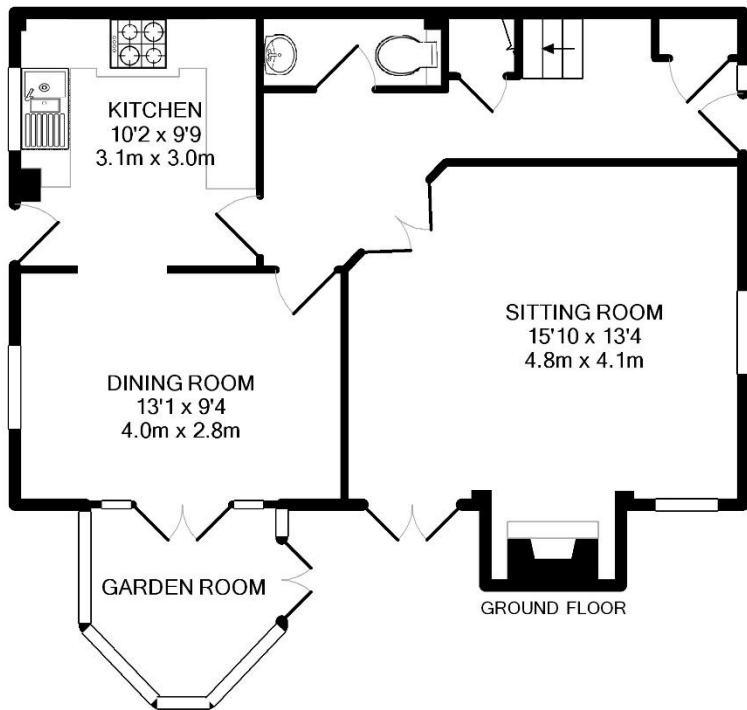 KITCHEN
10'2 x 9'9
3.1m x 3.0m
SITTING ROOM
15'10 x 13'4
4.8m x 4.1m
DINING ROOM
13'1 x 9'4
4.0m x 2.8m
GARDEN ROOM
GROUND FLOOR